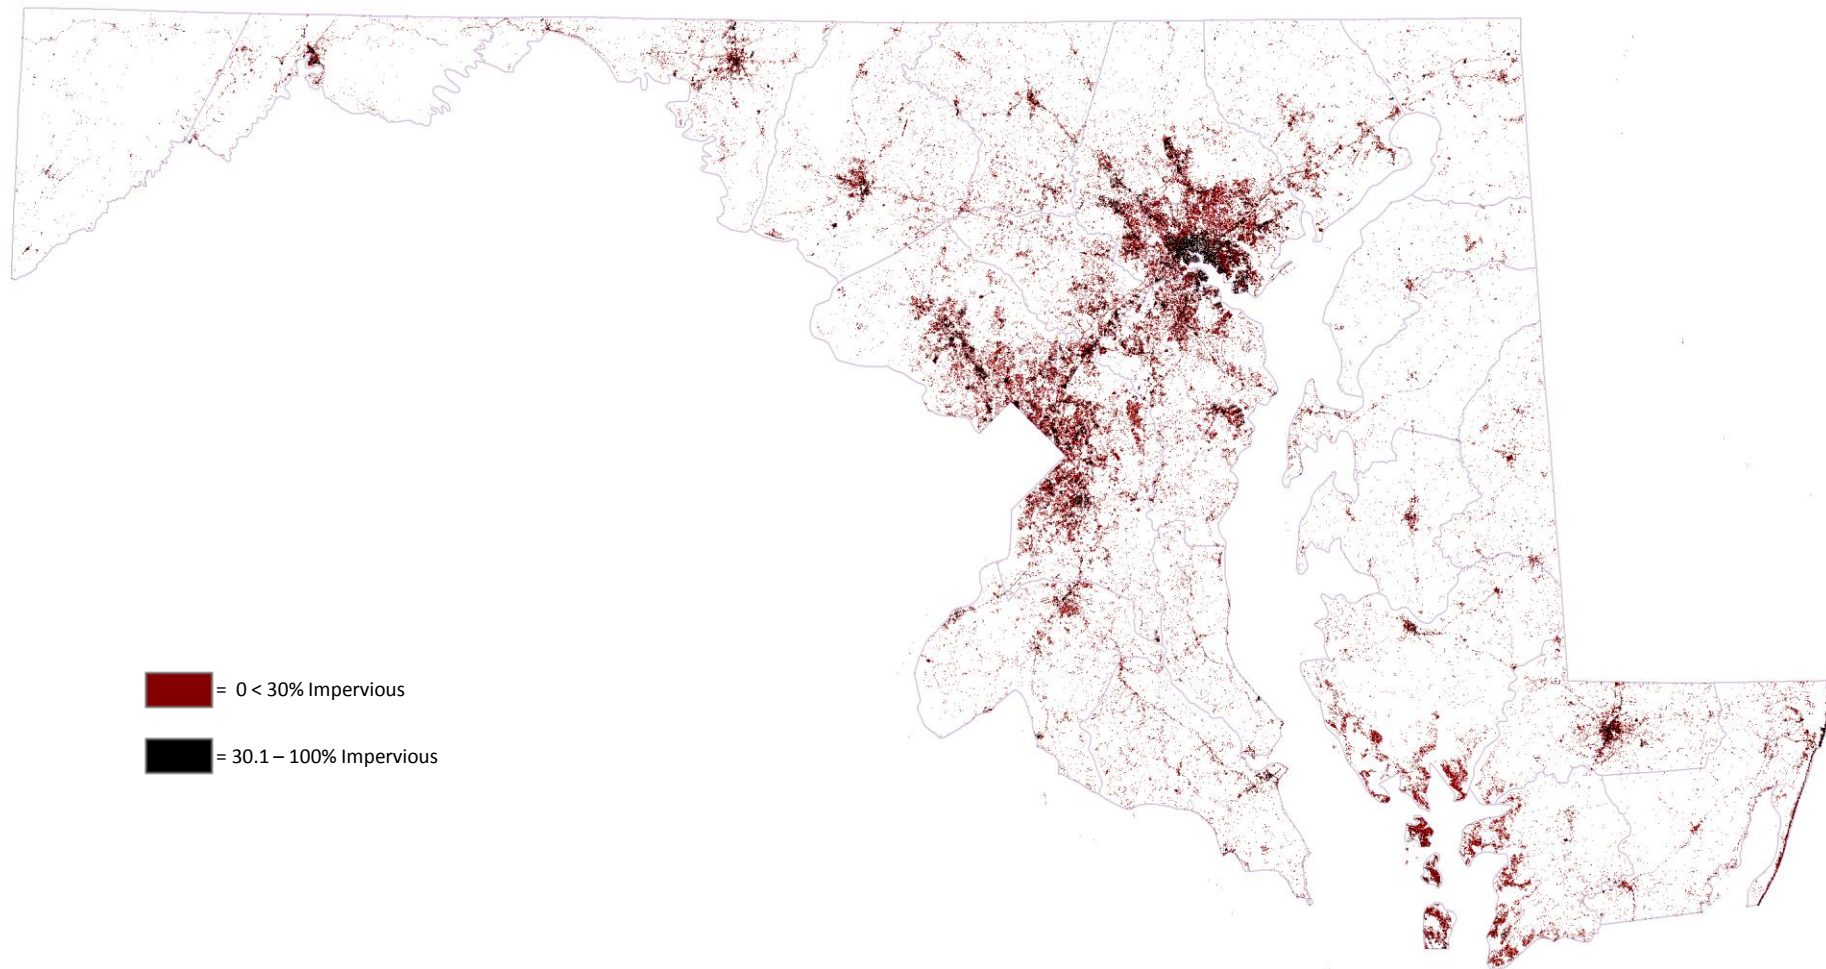 = 0 < 30% Impervious
= 30.1 – 100% Impervious